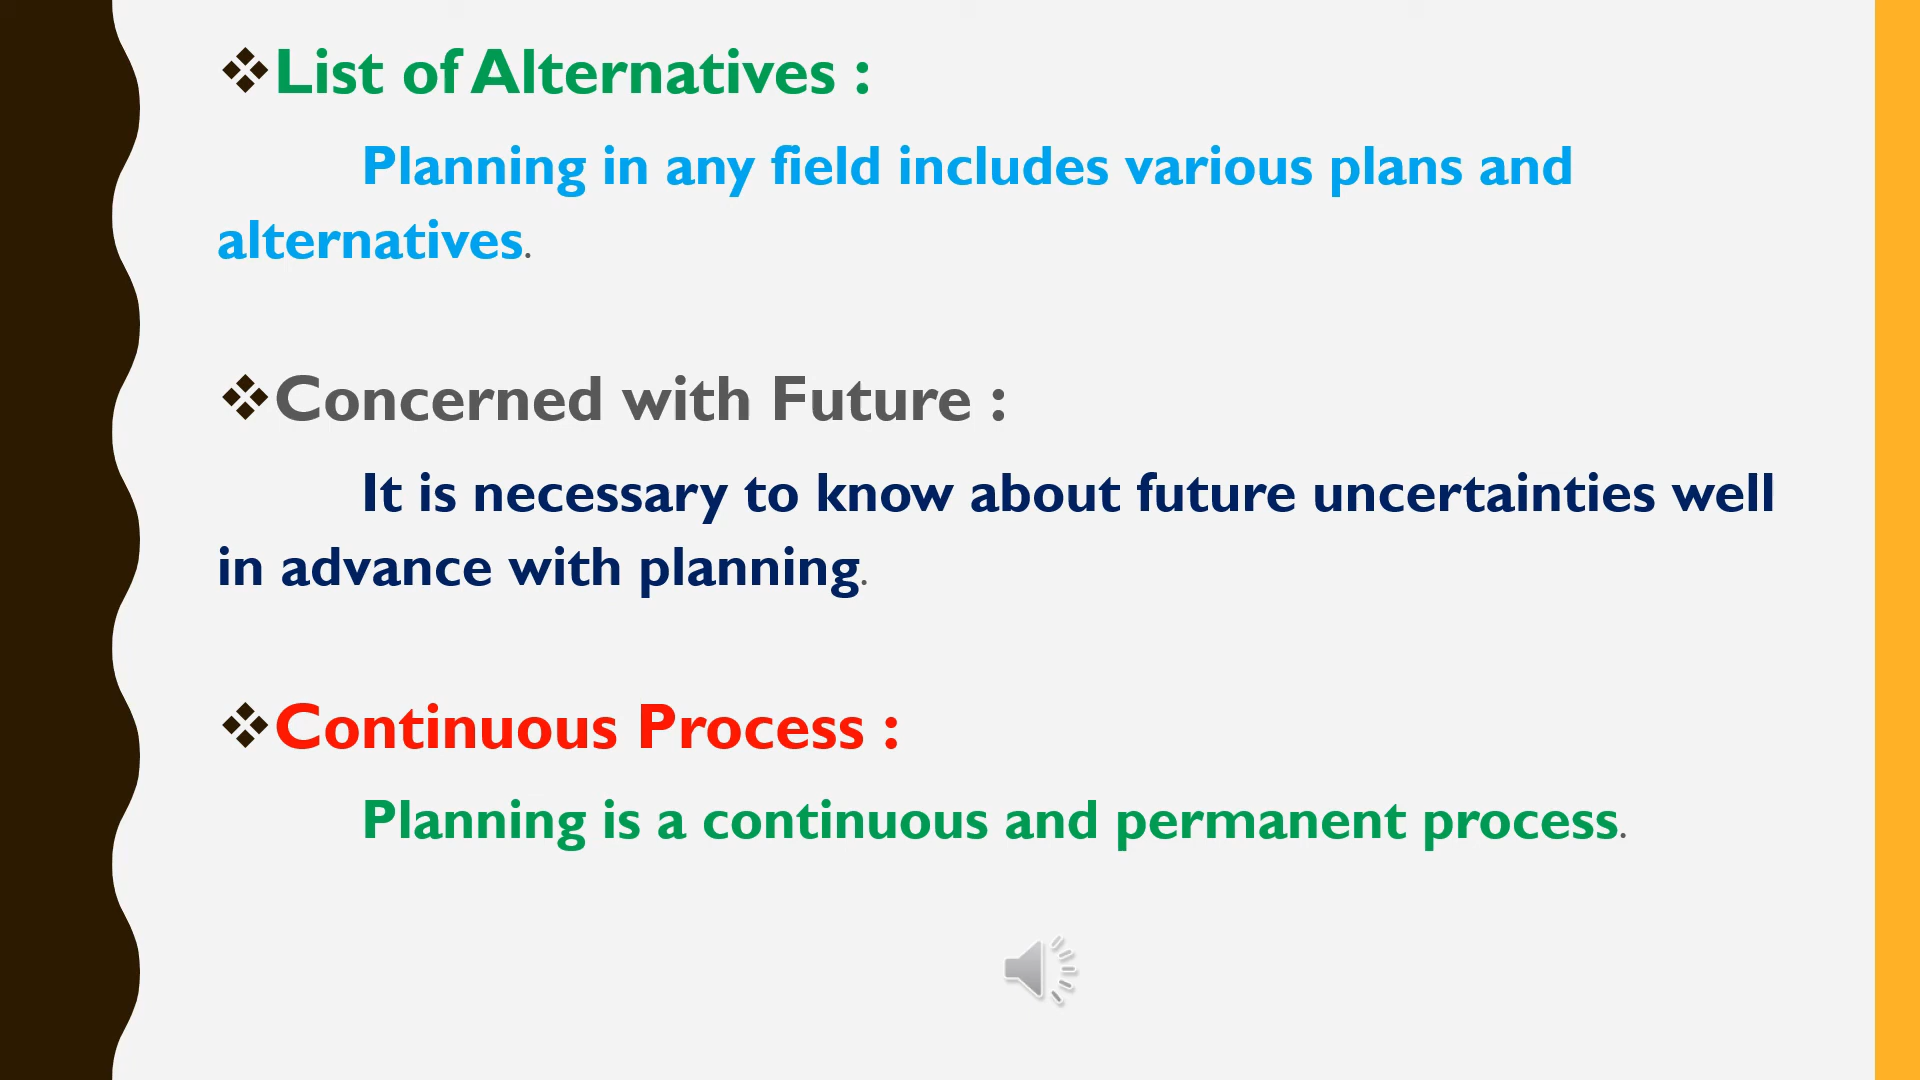 ❖List of Alternatives :
Planning in any field includes various plans and
alternatives.
❖Concerned with Future :
It is necessary to know about future uncertainties well
in advance with planning.
❖Continuous Process :
Planning is a continuous and permanent process.